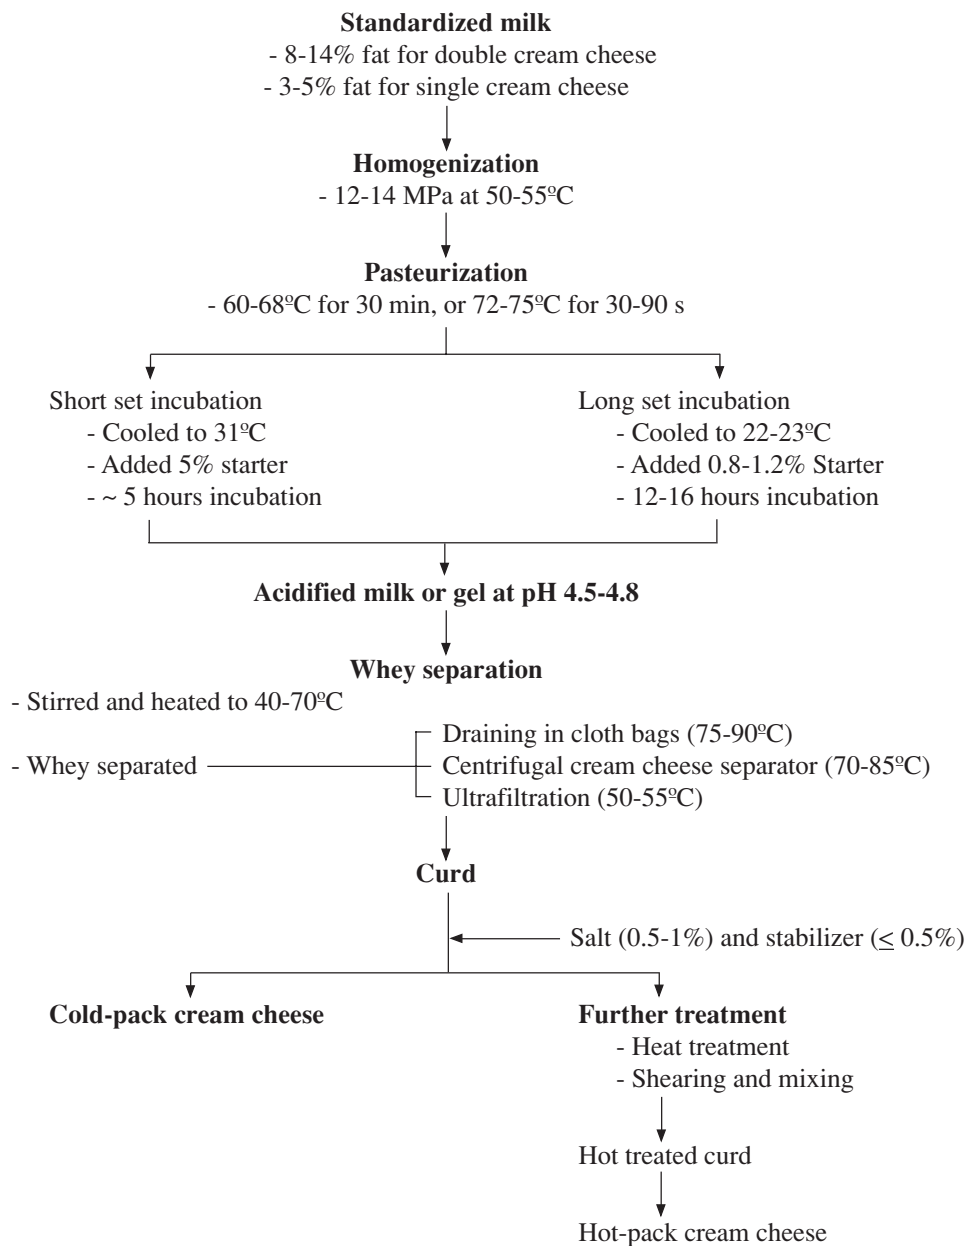 Standardized milk
- 8-14% fat for double cream cheese
- 3-5% fat for single cream cheese
Homogenization
- 12-14 MPa at 50-55ºC
Pasteurization
- 60-68ºC for 30 min, or 72-75ºC for 30-90 s
Short set incubation
- Cooled to 31ºC
- Added 5% starter
- ~ 5 hours incubation
Long set incubation
- Cooled to 22-23ºC
- Added 0.8-1.2% Starter
- 12-16 hours incubation
Acidified milk or gel at pH 4.5-4.8
Whey separation
- Stirred and heated to 40-70ºC
- Whey separated
Draining in cloth bags (75-90ºC)
Centrifugal cream cheese separator (70-85ºC)
Ultrafiltration (50-55ºC)
Curd
Salt (0.5-1%) and stabilizer (≤ 0.5%)
Cold-pack cream cheese
Further treatment
- Heat treatment
- Shearing and mixing
Hot treated curd
Hot-pack cream cheese